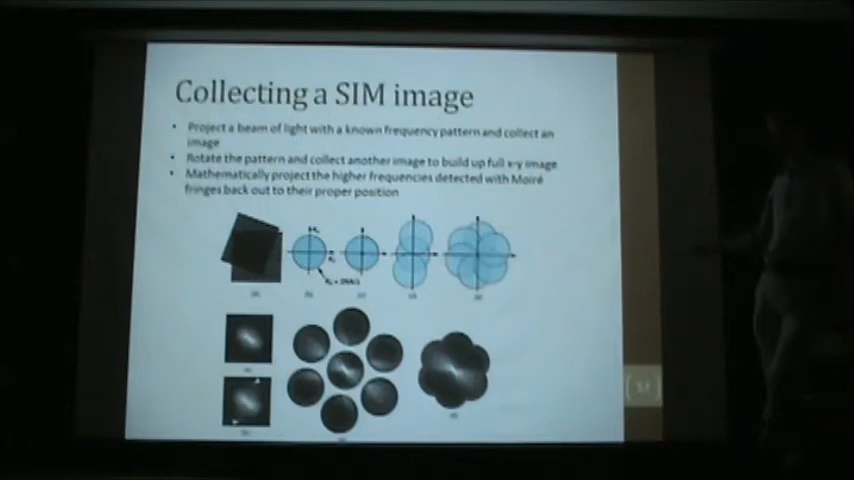 Collecting a SIM image
• Project a beam of light with a known frequency pattern and collect an
image
• Rotate the pattern and collect another image to build up full x-y image
• Mathematically project the higher frequencies detected with Moiré
fringes back out to their proper position